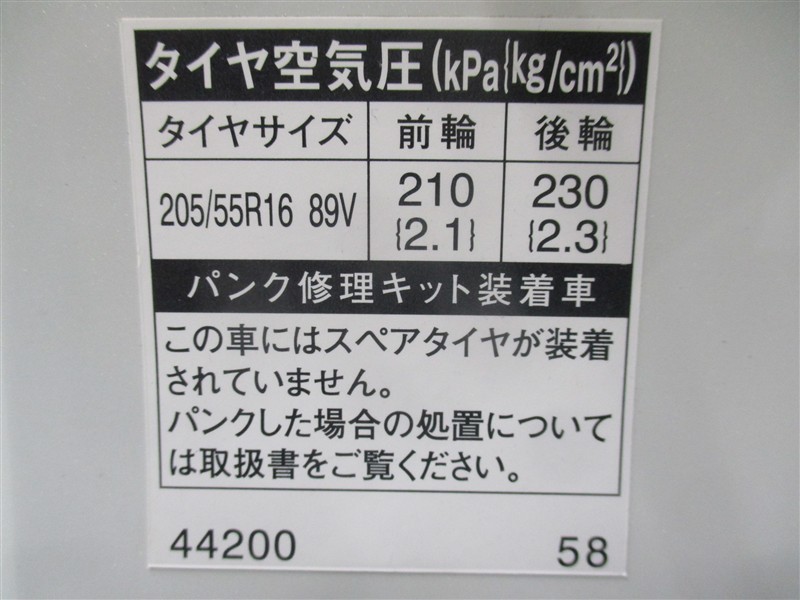 タイヤ空気圧(kPa{kg/cm²})
タイヤサイズ 前輪 後輪
205/55R16 89V 210 230
{2.1} {2.3}
パンク修理キット装着車
この車にはスペアタイヤが装着
されていません。
パンクした場合の処置について
は取扱書をご覧ください。
44200 58